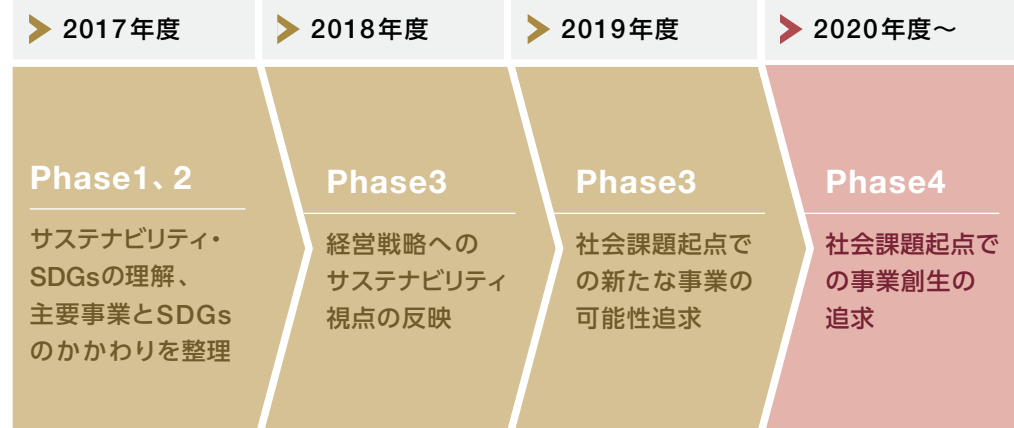 2017年度
2018年度
2019年度
2020年度～
Phase1、2
サステナビリティ・
SDGsの理解、
主要事業とSDGs
のかかわりを整理
Phase3
経営戦略への
サステナビリティ
視点の反映
Phase3
社会課題起点で
の新たな事業の
可能性追求
Phase4
社会課題起点で
の事業創生の
追求